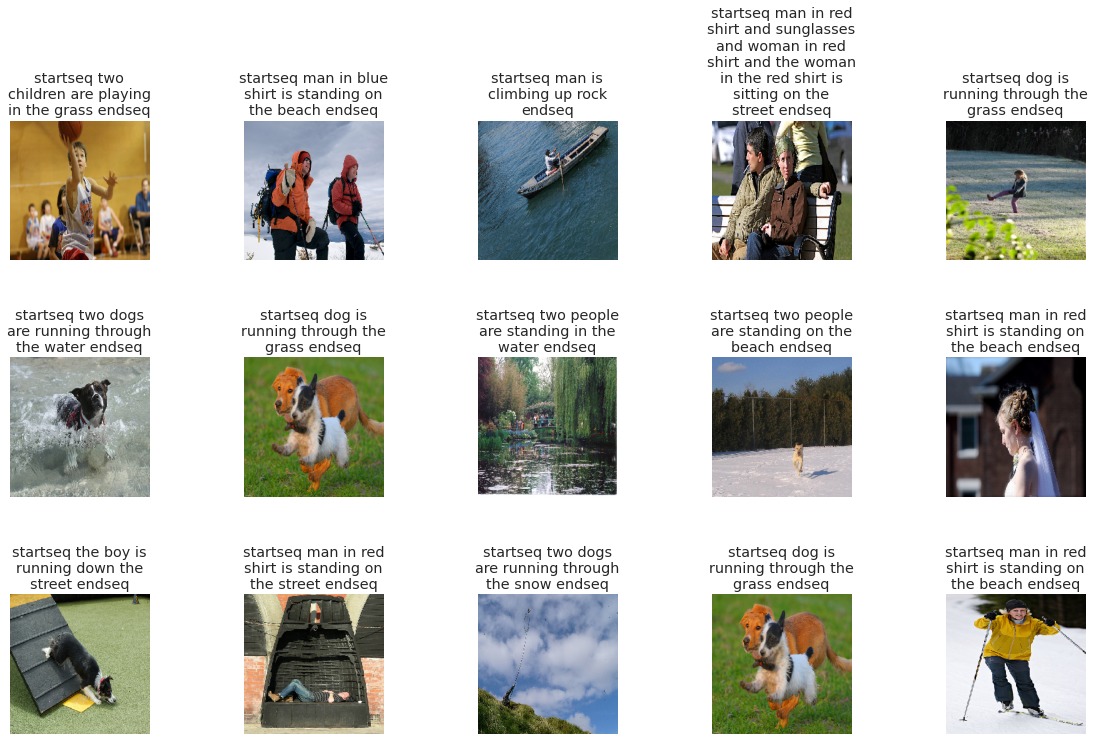 startseq two
children are playing
in the grass endseq
startseq man in blue
shirt is standing on
the beach endseq
startseq man is
climbing up rock
endseq
startseq man in red
shirt and sunglasses
and woman in red
shirt and the woman
in the red shirt is
sitting on the
street endseq
startseq dog is
running through the
grass endseq
startseq two dogs
are running through
the water endseq
startseq dog is
running through the
grass endseq
startseq two people
are standing in the
water endseq
startseq two people
are standing on the
beach endseq
startseq man in red
shirt is standing on
the beach endseq
startseq the boy is
running down the
street endseq
startseq man in red
shirt is standing on
the street endseq
startseq two dogs
are running through
the snow endseq
startseq dog is
running through the
grass endseq
startseq man in red
shirt is standing on
the beach endseq